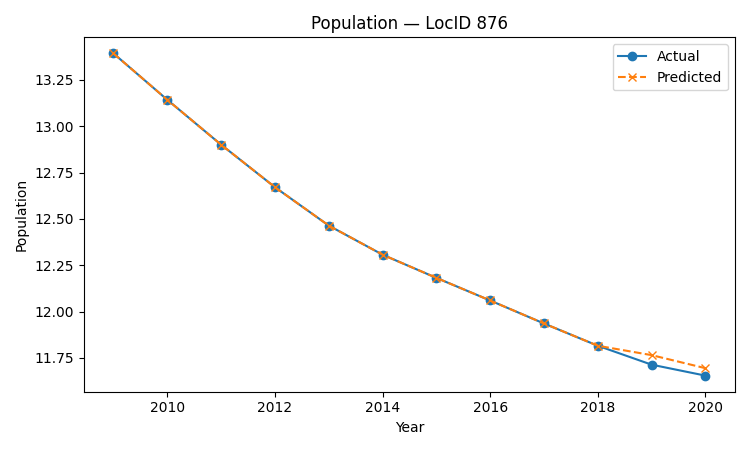 Population — LocID 876
Actual
Predicted
13.25
13.00
12.75
12.50
12.25
12.00
11.75
Population
2010
2012
2014
2016
2018
2020
Year